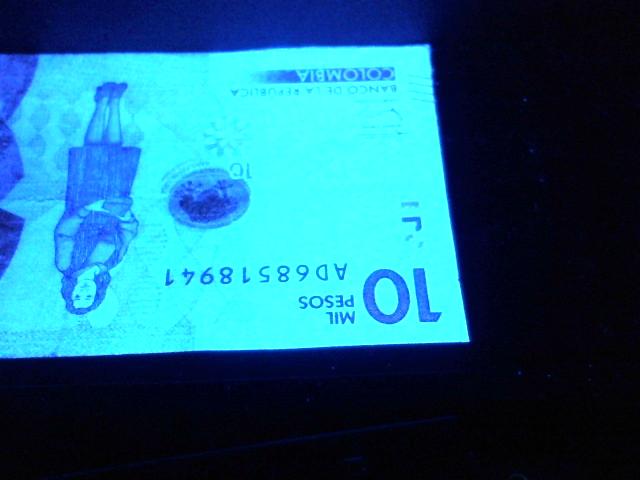 10 MIL
PESOS
AD68518941
10
BANCO DE LA REPÚBLICA
COLOMBIA